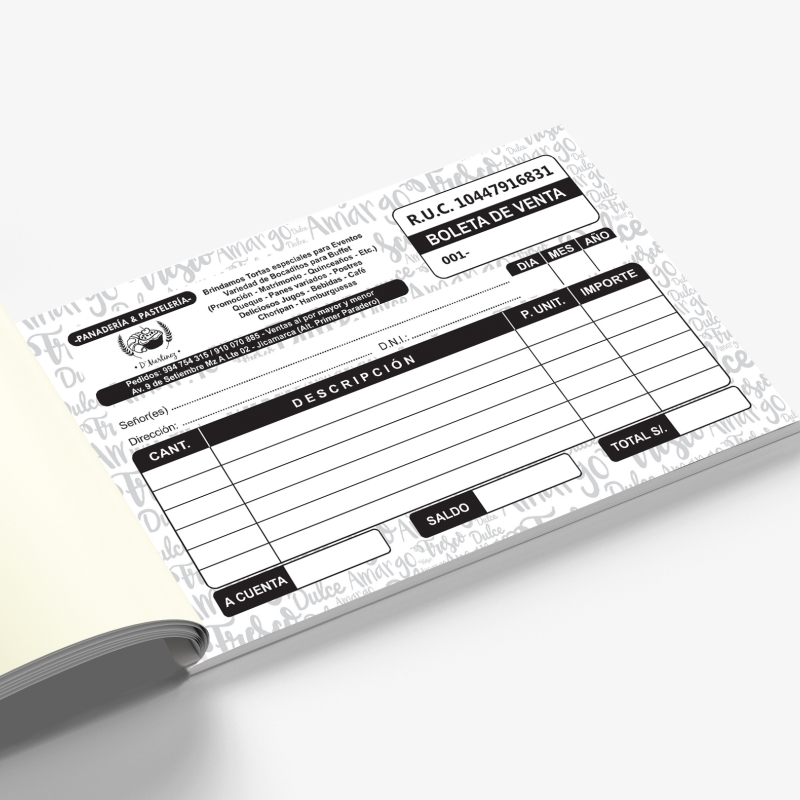 -PANADERÍA & PASTELERÍA-
D' Martinez
Brindamos Tortas especiales para Eventos
Variedad de Bocaditos para Buffet
(Promoción - Matrimonio - Quinceaños - Etc.)
Queque - Panes variados - Postres
Deliciosos Jugos - Bebidas - Café
Choripan - Hamburguesas
Pedidos: 994 754 315 / 910 070 885 - Ventas al por mayor y menor
Av. 9 de Setiembre Mz A Lte 02 - Jicamarca (Alt. Primer Paradero)
R.U.C. 10447916831
BOLETA DE VENTA
001-
DIA MES AÑO
Señor(es)
Dirección: D.N.I.:
CANT. DESCRIPCIÓN P. UNIT. IMPORTE
A CUENTA SALDO TOTAL S/.
Fresco Dulce Amargo